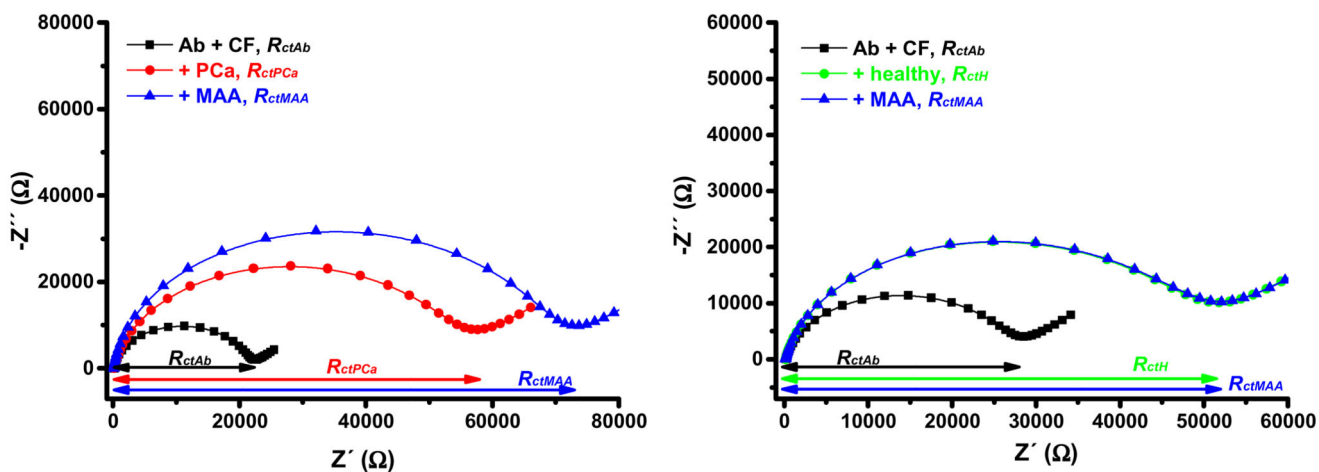 80000
60000
40000
20000
0
-Z´´ (Ω)
Ab + CF, RctAb
+ PCa, RctPCa
+ MAA, RctMAA
RctAb
RctPCa
RctMAA
0 20000 40000 60000 80000
Z´ (Ω)
60000
50000
40000
30000
20000
10000
0
-Z´´ (Ω)
Ab + CF, RctAb
+ healthy, RctH
+ MAA, RctMAA
RctAb
RctH
RctMAA
0 10000 20000 30000 40000 50000 60000
Z´ (Ω)